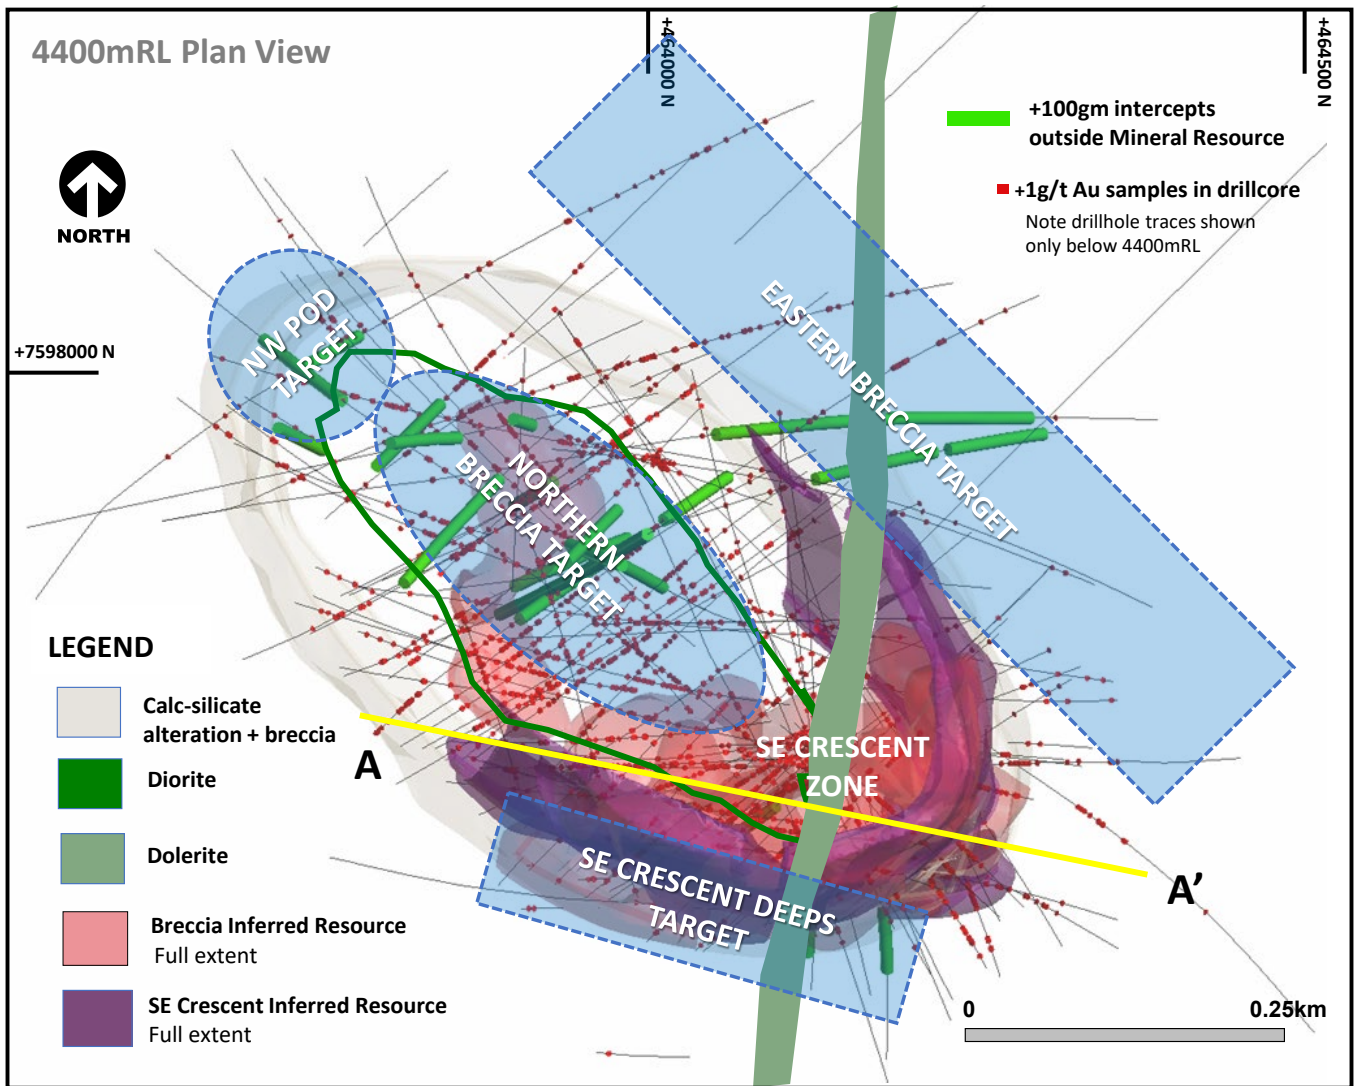 4400mRL Plan View
+464000 N
+464500 N
+100gm intercepts
outside Mineral Resource
+1g/t Au samples in drillcore
Note drillhole traces shown
only below 4400mRL
NORTH
+7598000 N
NW POD
TARGET
EASTERN BRECCIA TARGET
NORTHERN
BRECCIA TARGET
SE CRESCENT
ZONE
A
A’
SE CRESCENT DEEPS
TARGET
LEGEND
Calc-silicate
alteration + breccia
Diorite
Dolerite
Breccia Inferred Resource
Full extent
SE Crescent Inferred Resource
Full extent
0 0.25km